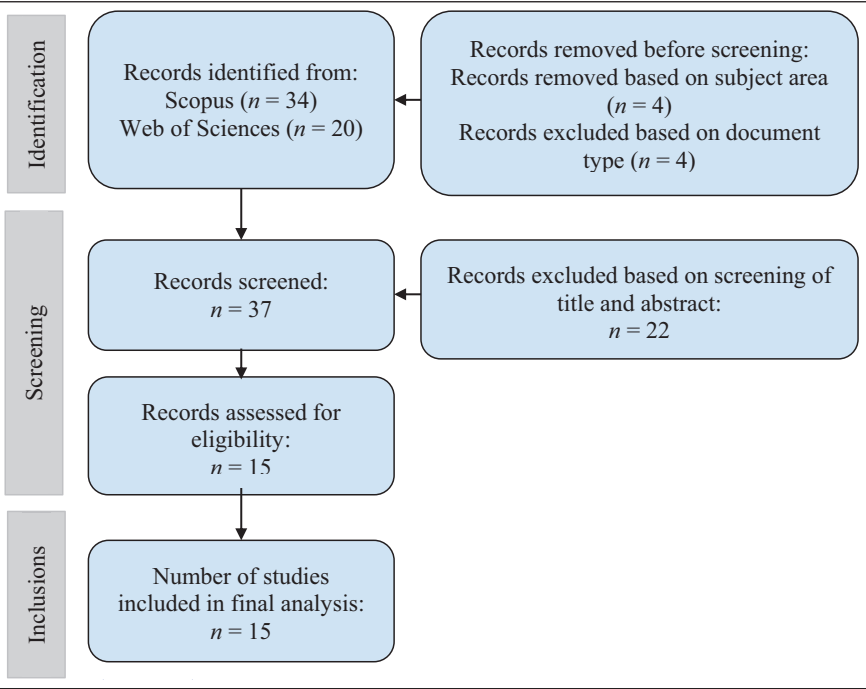 Identification
Records identified from:
Scopus (n = 34)
Web of Sciences (n = 20)
Records removed before screening:
Records removed based on subject area
(n = 4)
Records excluded based on document
type (n = 4)
Screening
Records screened:
n = 37
Records excluded based on screening of
title and abstract:
n = 22
Records assessed for
eligibility:
n = 15
Inclusions
Number of studies
included in final analysis:
n = 15